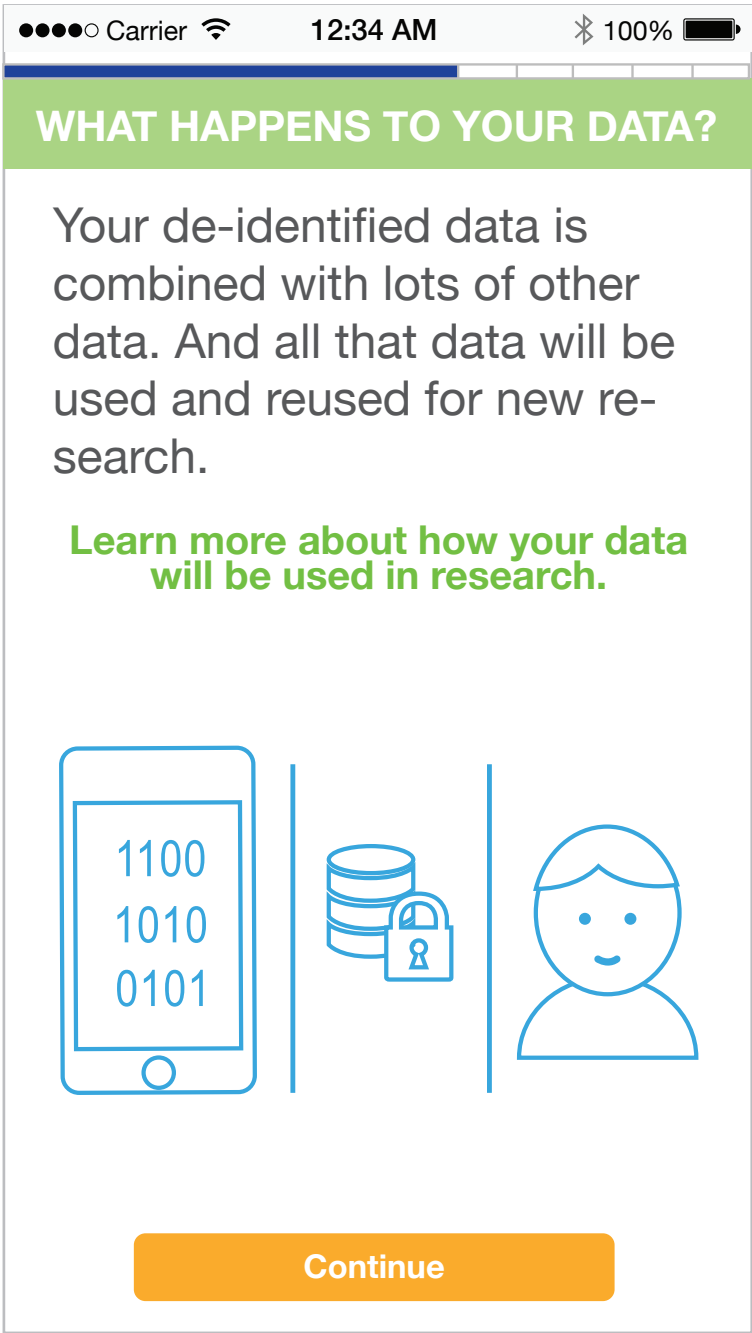 Carrier 12:34 AM 100%
WHAT HAPPENS TO YOUR DATA?
Your de-identified data is
combined with lots of other
data. And all that data will be
used and reused for new re-
search.
Learn more about how your data
will be used in research.
1100
1010
0101
Continue